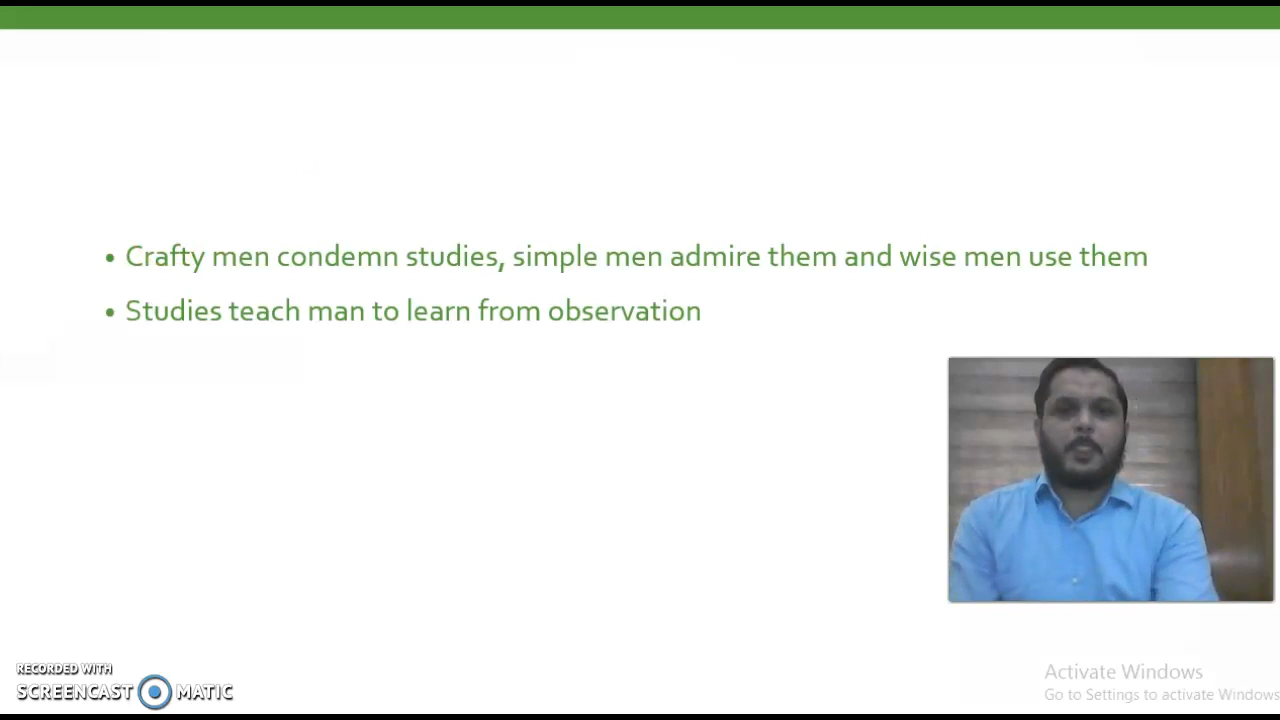 • Crafty men condemn studies, simple men admire them and wise men use them
• Studies teach man to learn from observation
RECORDED WITH
SCREENCAST MATIC
Activate Windows
Go to Settings to activate Windows